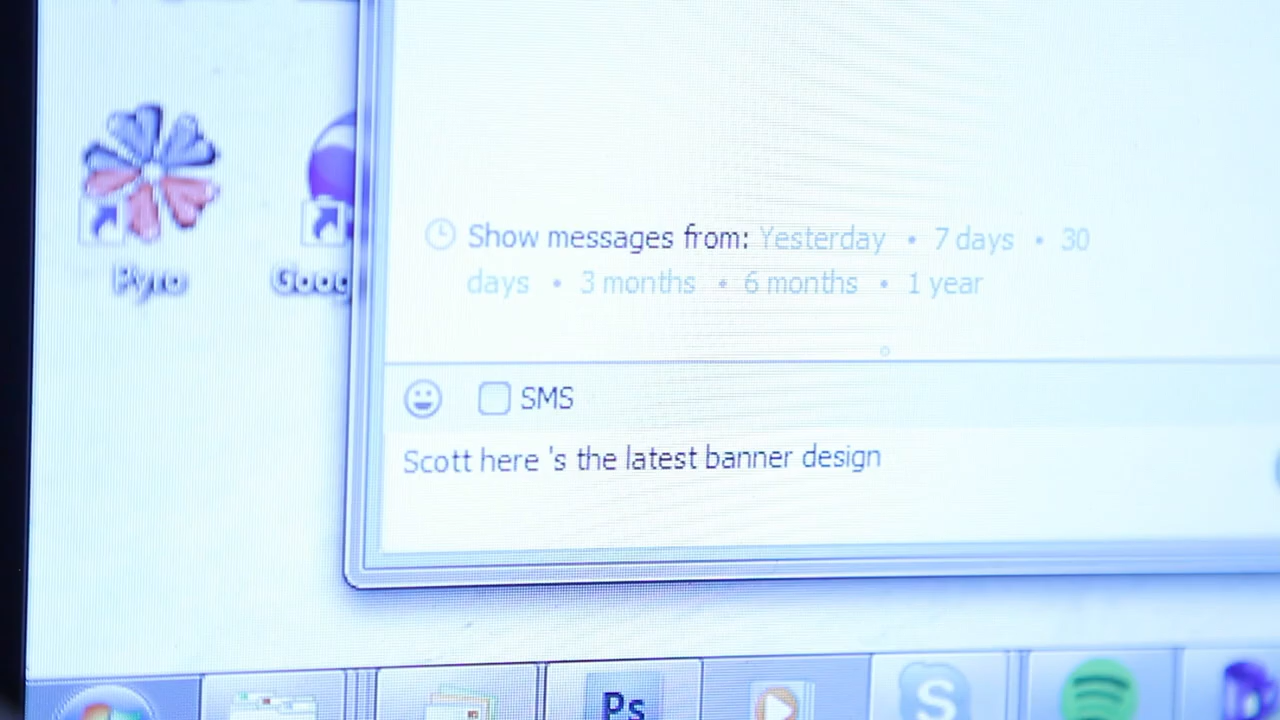 Show messages from: Yesterday • 7 days • 30
days • 3 months • 6 months • 1 year
SMS
Scott here 's the latest banner design
Ps